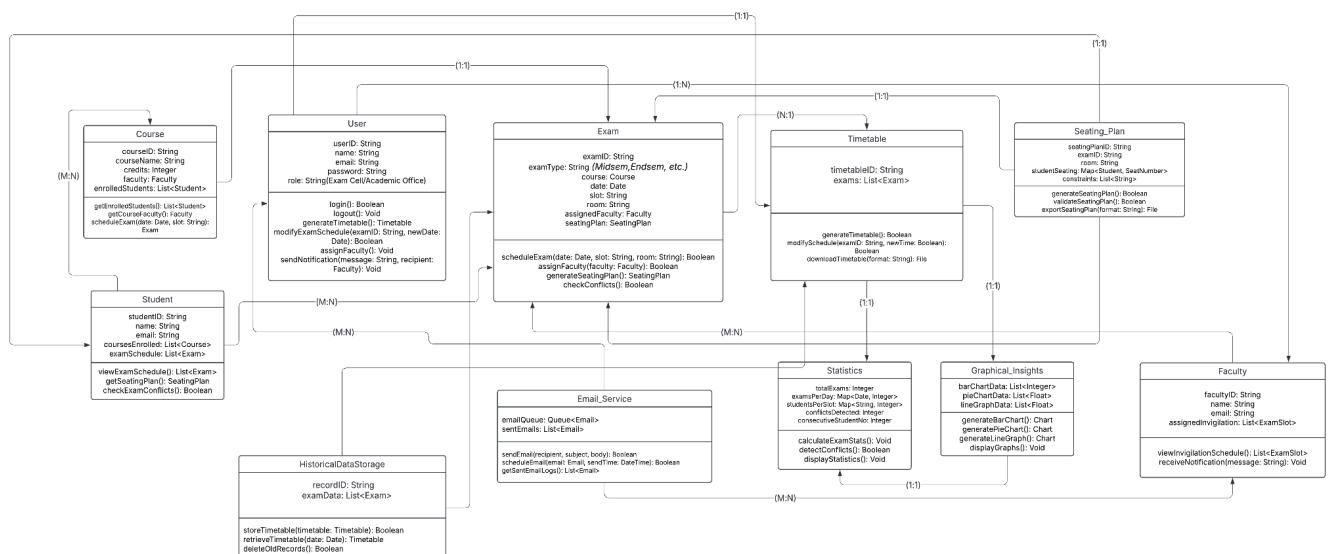 (1:1)
(1:1)
(1:1)
(1:N)
(1:1)
(N:1)
(M:N)
Course
courseID: String
courseName: String
credits: Integer
faculty: Faculty
enrolledStudents: List<Student>
getEnrolledStudents(): List<Student>
getCourseFaculty(): Faculty
scheduleExam(date: Date, slot: String):
Exam
User
userID: String
name: String
email: String
password: String
role: String(Exam Cell/Academic Office)
login(): Boolean
logout(): Void
generateTimetable(): Timetable
modifyExamSchedule(examID: String, newDate:
Date): Boolean
assignFaculty(): Void
sendNotification(message: String, recipient:
Faculty): Void
Exam
examID: String
examType: String (Midsem,Endsem, etc.)
course: Course
date: Date
slot: String
room: String
assignedFaculty: Faculty
seatingPlan: SeatingPlan
scheduleExam(date: Date, slot: String, room: String): Boolean
assignFaculty(faculty: Faculty): Boolean
generateSeatingPlan(): SeatingPlan
checkConflicts(): Boolean
Timetable
timetableID: String
exams: List<Exam>
generateTimetable(): Boolean
modifySchedule(examID: String, newTime: Boolean):
Boolean
downloadTimetable(format: String): File
Seating_Plan
seatingPlanID: String
examID: String
room: String
studentSeating: Map<Student, SeatNumber>
constraints: List<String>
generateSeatingPlan(): Boolean
validateSeatingPlan(): Boolean
exportSeatingPlan(format: String): File
Student
studentID: String
name: String
email: String
coursesEnrolled: List<Course>
examSchedule: List<Exam>
viewExamSchedule(): List<Exam>
getSeatingPlan(): SeatingPlan
checkExamConflicts(): Boolean
(M:N)
(M:N)
(1:1)
(1:1)
(M:N)
Email_Service
emailQueue: Queue<Email>
sentEmails: List<Email>
sendEmail(recipient, subject, body): Boolean
scheduleEmail(email: Email, sendTime: DateTime): Boolean
getSentEmailLogs(): List<Email>
Statistics
totalExams: Integer
examsPerDay: Map<Date, Integer>
studentsPerSlot: Map<String, Integer>
conflictsDetected: Integer
consecutiveStudentNo: Integer
calculateExamStats(): Void
detectConflicts(): Boolean
displayStatistics(): Void
Graphical_Insights
barChartData: List<Integer>
pieChartData: List<Float>
lineGraphData: List<Float>
generateBarChart(): Chart
generatePieChart(): Chart
generateLineGraph(): Chart
displayGraphs(): Void
Faculty
facultyID: String
name: String
email: String
assignedInvigilation: List<ExamSlot>
viewInvigilationSchedule(): List<ExamSlot>
receiveNotification(message: String): Void
HistoricalDataStorage
recordID: String
examData: List<Exam>
storeTimetable(timetable: Timetable): Boolean
retrieveTimetable(date: Date): Timetable
deleteOldRecords(): Boolean
(1:1)
(M:N)